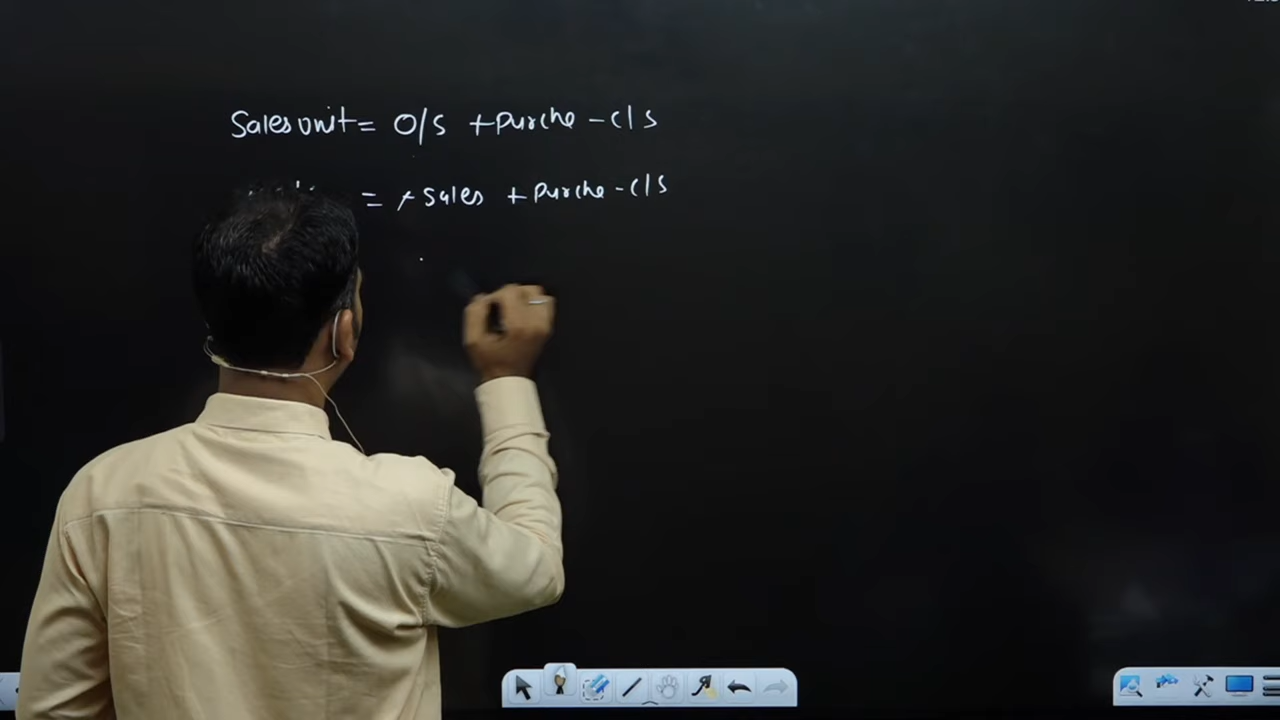 Sales unit = O/S + purche - c/s
= + Sales + purche - c/s